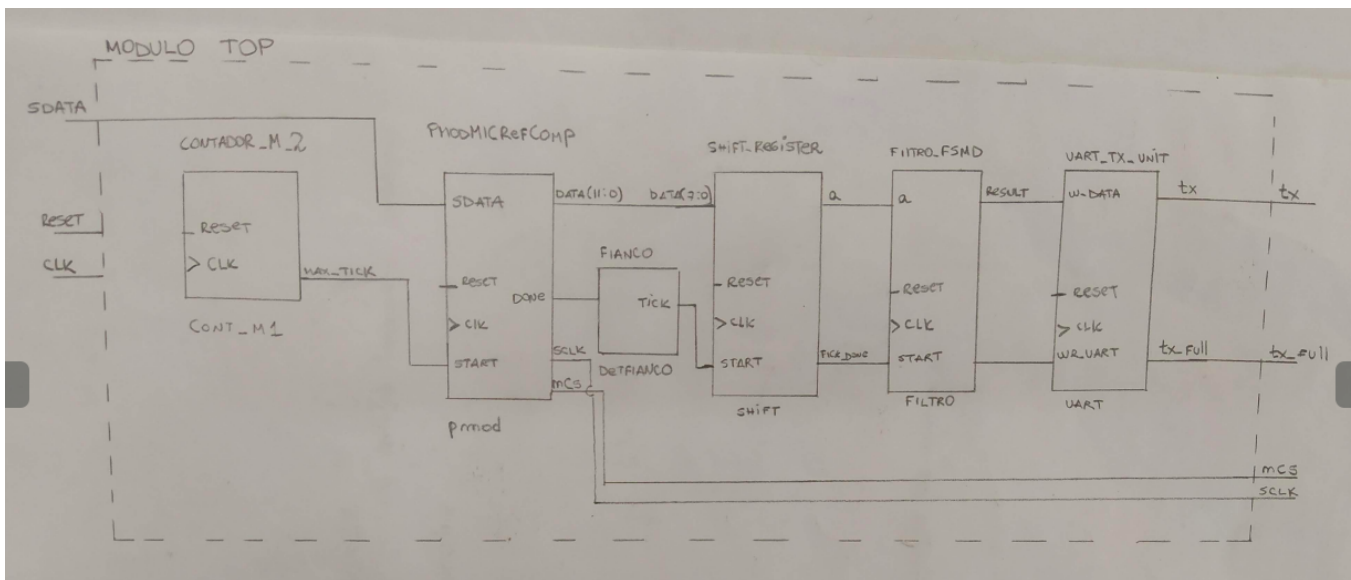 MODULO TOP
SDATA
RESET
CLK
CONTADOR_M_2
RESET
CLK
MAX_TICK
CONT_M1
PMODMICRefComp
SDATA
RESET
CLK
START
DONE
DATA(11:0)
SCLK
mCS
pmod
FIANCO
TICK
DETFIANCO
SHIFT_REGISTER
DATA(7:0)
RESET
CLK
START
a
TICK_DONE
SHIFT
FIlTRO_FSMD
a
RESET
CLK
START
RESULT
FILTRO
UART_TX_UNIT
W_DATA
RESET
CLK
WR_UART
tx
tx_Full
UART
tx
tx_Full
mCS
SCLK